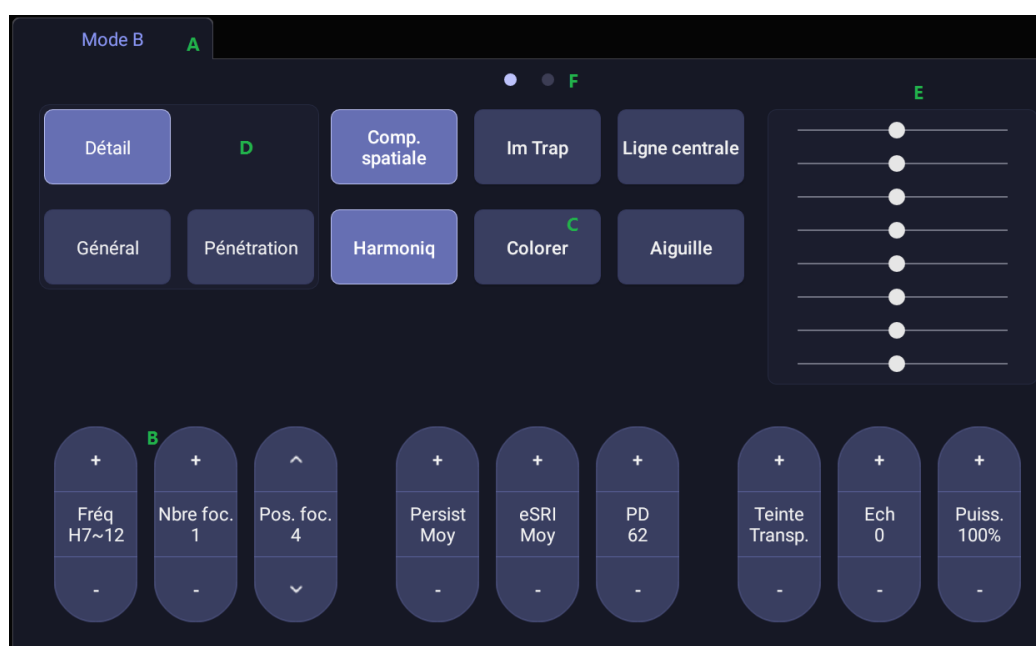 Mode B
A
F
E
Détail
D
Comp.
spatiale
Im Trap
Ligne centrale
Général
Pénétration
Harmoniq
C
Colorer
Aiguille
B
+
+
+
+
+
+
+
+
Fréq
H7~12
Nbre foc.
1
Pos. foc.
4
Persist
Moy
eSRI
Moy
PD
62
Teinte
Transp.
Ech
0
Puiss.
100%
-
-
-
-
-
-
-
-